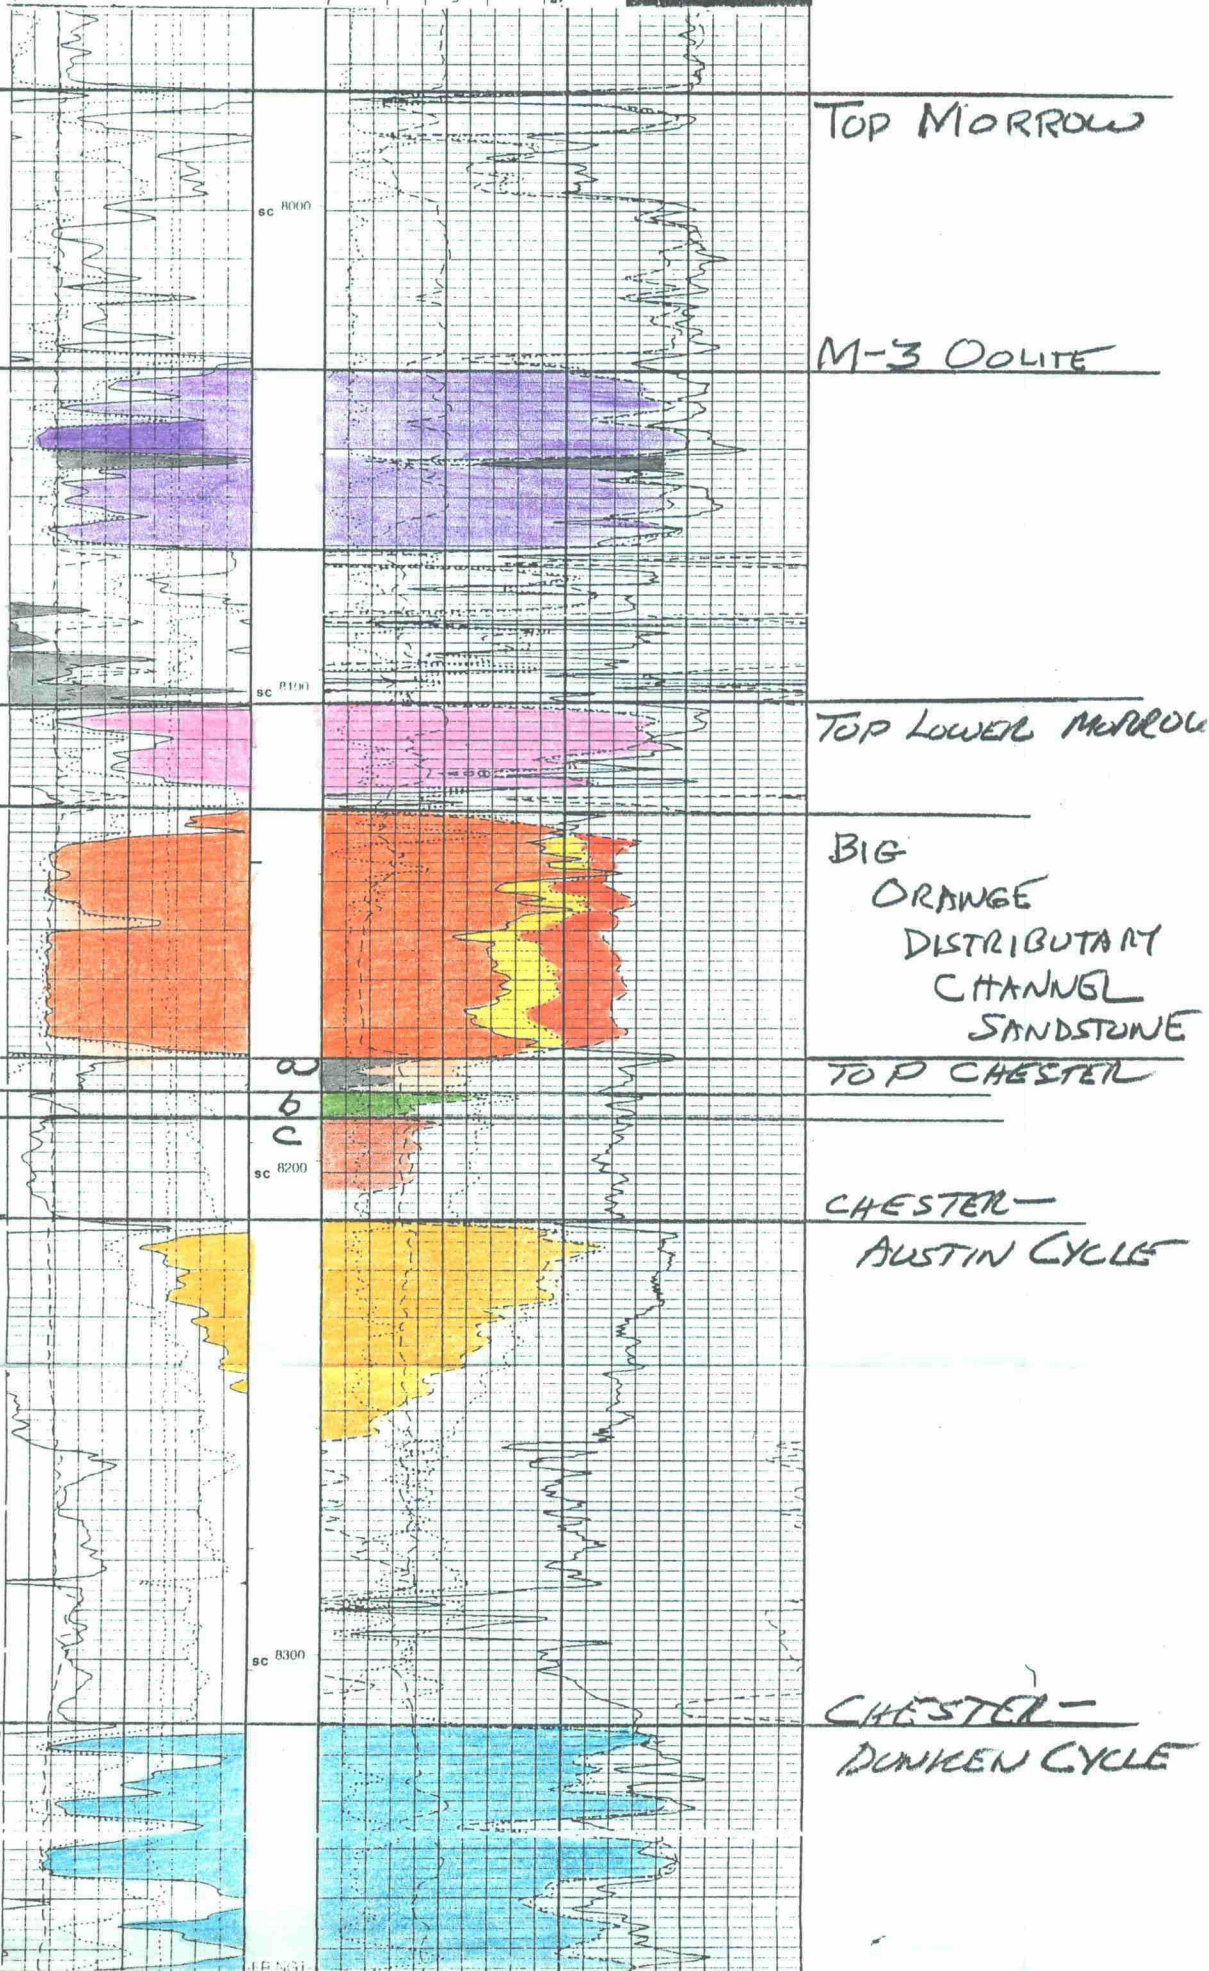 TOP MORROW
sc 8000
M-3 OOLITE
sc 8100
TOP LOWER MORROW
BIG
ORANGE
DISTRIBUTARY
CHANNEL
SANDSTONE
a
TOP CHESTER
b
c
sc 8200
CHESTER-
AUSTIN CYCLE
sc 8300
CHESTER-
DUNKEN CYCLE